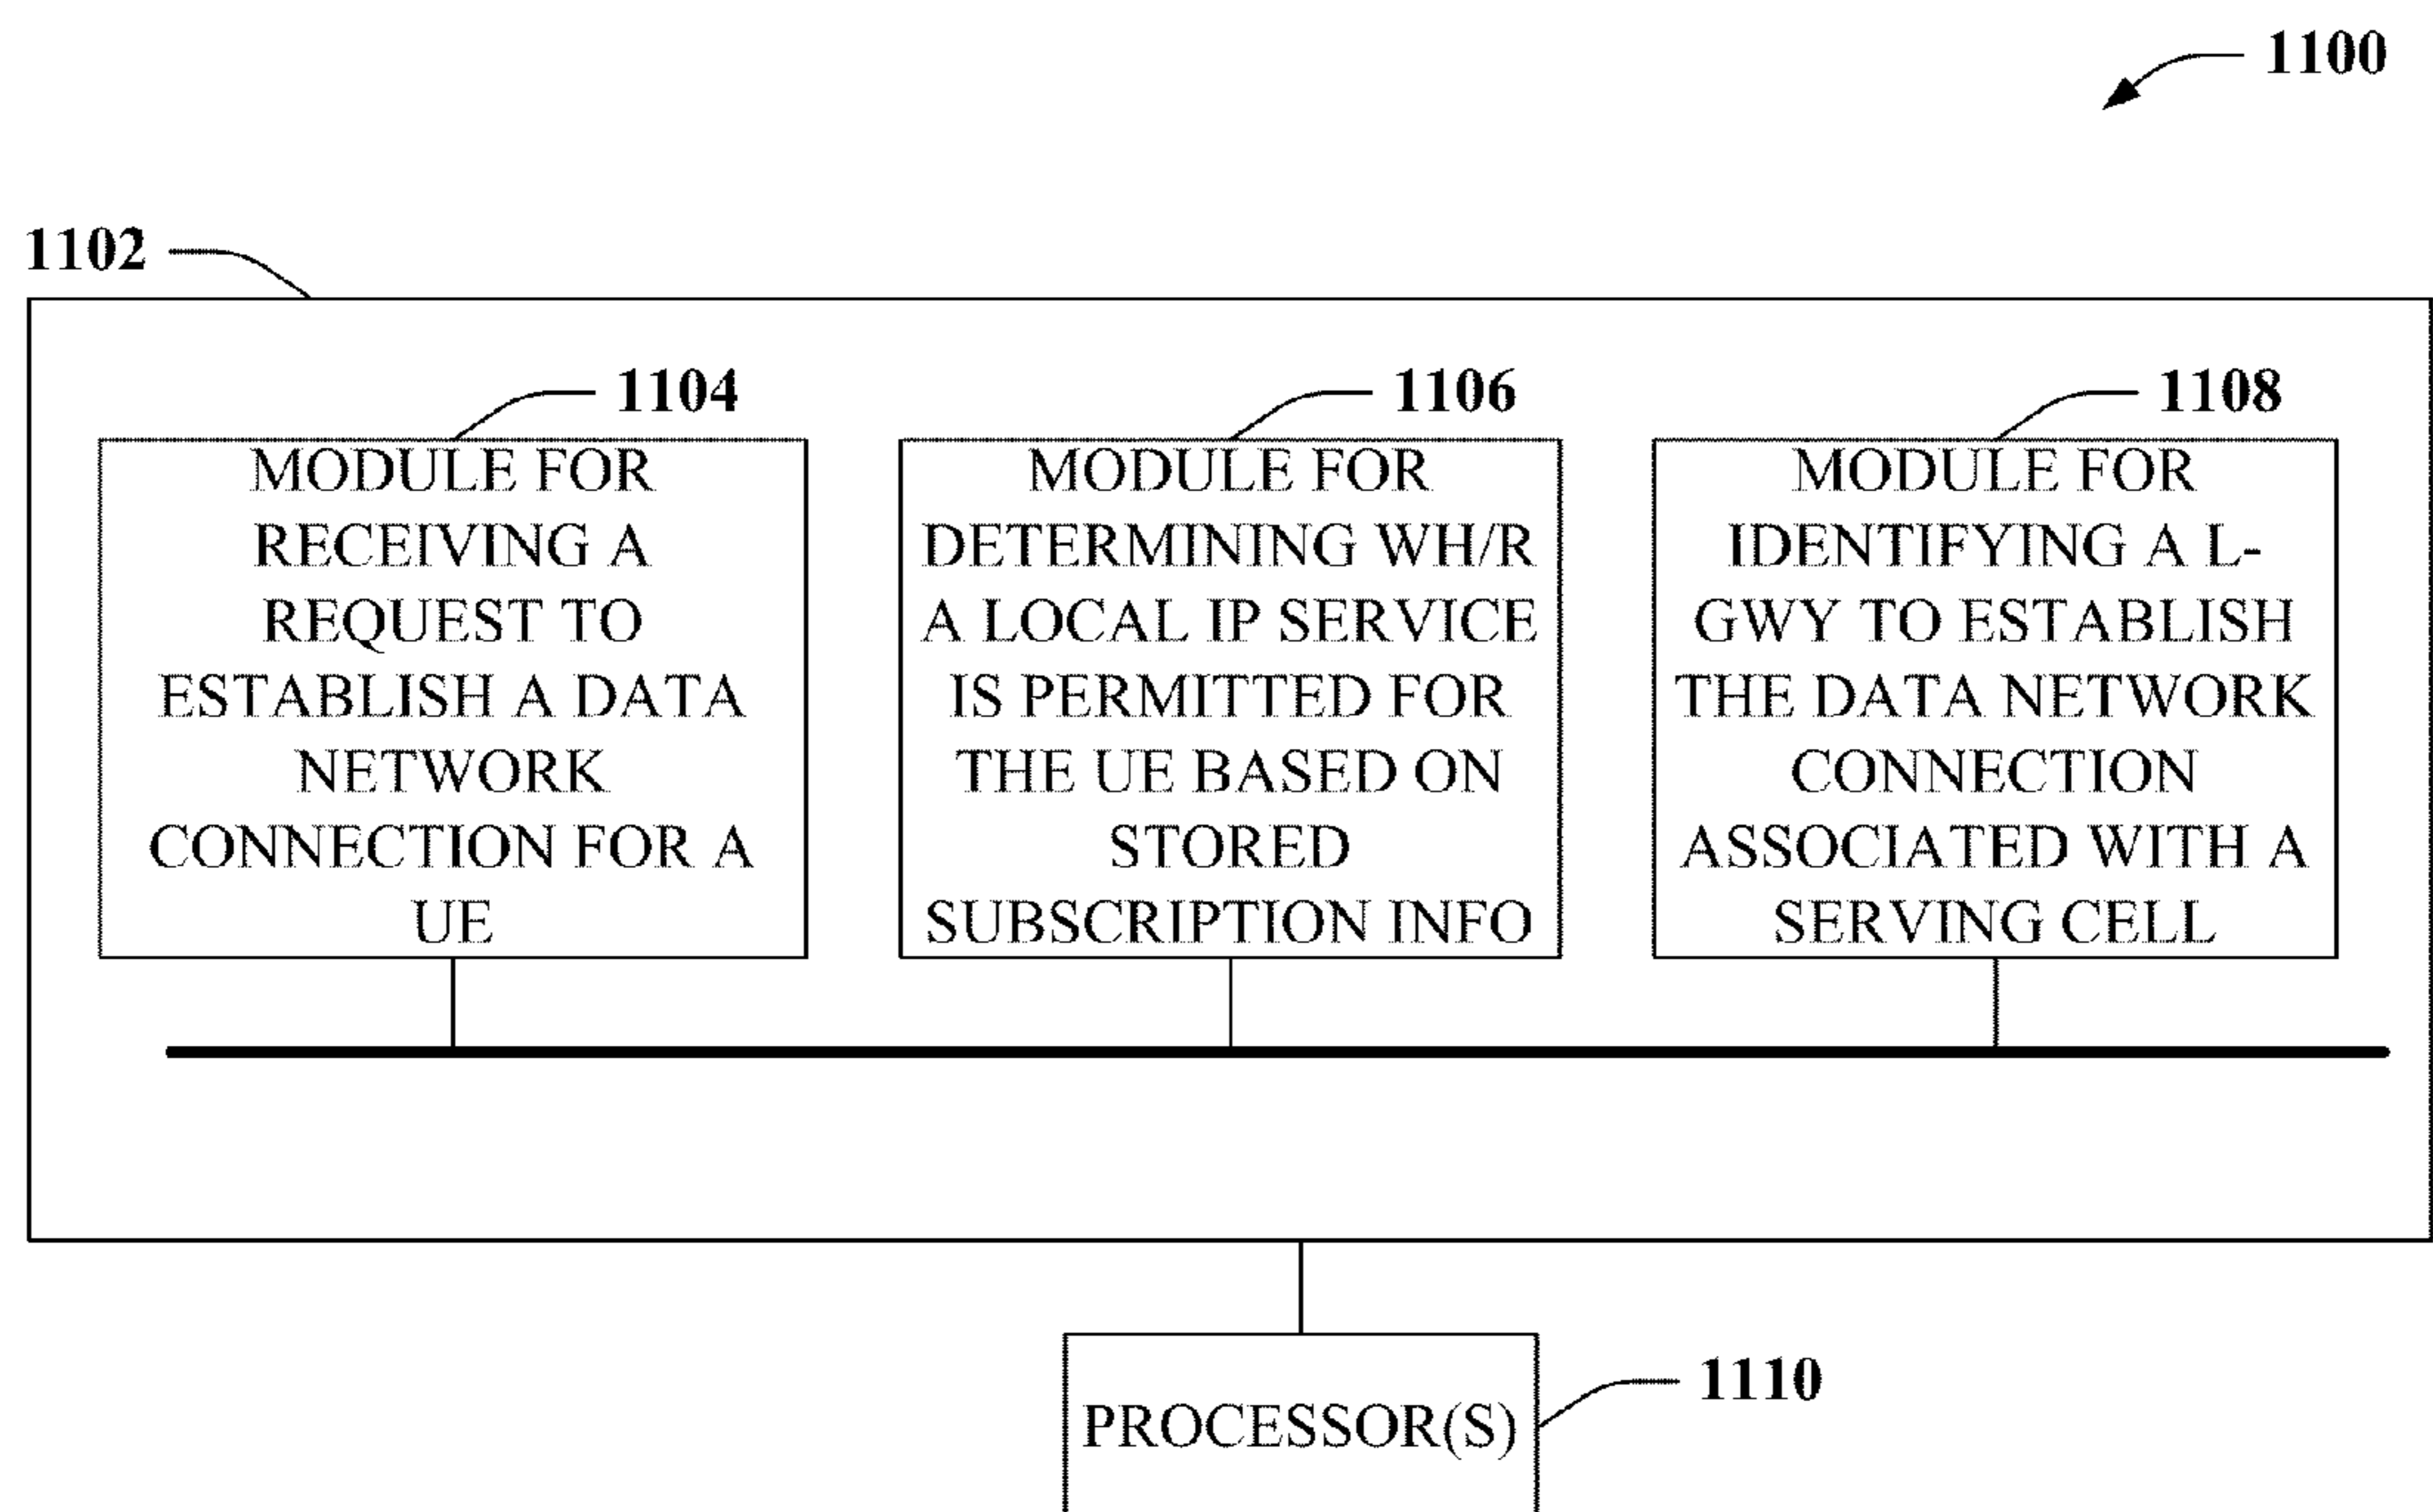 1100
1102
1104
1106
1108
MODULE FOR
RECEIVING A
REQUEST TO
ESTABLISH A DATA
NETWORK
CONNECTION FOR A
UE
MODULE FOR
DETERMINING WH/R
A LOCAL IP SERVICE
IS PERMITTED FOR
THE UE BASED ON
STORED
SUBSCRIPTION INFO
MODULE FOR
IDENTIFYING A L-
GWY TO ESTABLISH
THE DATA NETWORK
CONNECTION
ASSOCIATED WITH A
SERVING CELL
1110
PROCESSOR(S)